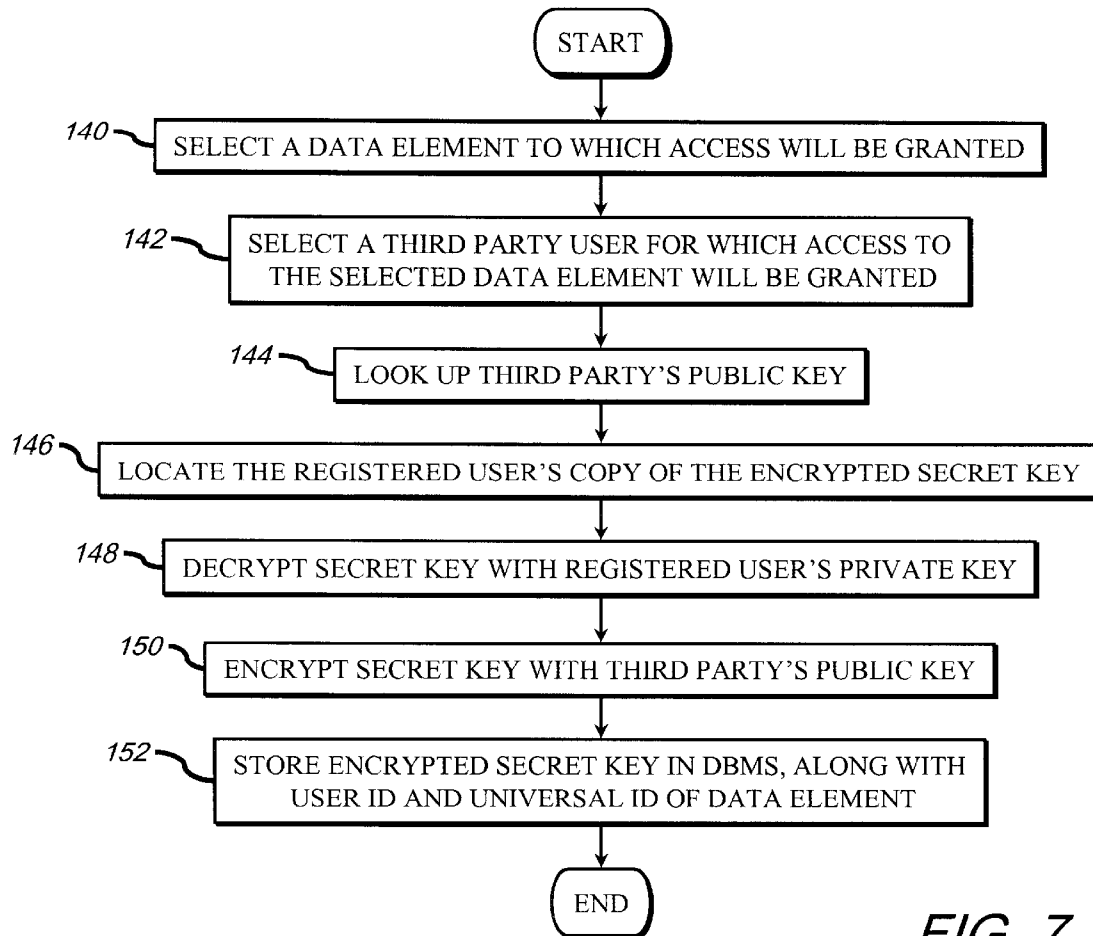 START
140
SELECT A DATA ELEMENT TO WHICH ACCESS WILL BE GRANTED
142
SELECT A THIRD PARTY USER FOR WHICH ACCESS TO
THE SELECTED DATA ELEMENT WILL BE GRANTED
144
LOOK UP THIRD PARTY'S PUBLIC KEY
146
LOCATE THE REGISTERED USER'S COPY OF THE ENCRYPTED SECRET KEY
148
DECRYPT SECRET KEY WITH REGISTERED USER'S PRIVATE KEY
150
ENCRYPT SECRET KEY WITH THIRD PARTY'S PUBLIC KEY
152
STORE ENCRYPTED SECRET KEY IN DBMS, ALONG WITH
USER ID AND UNIVERSAL ID OF DATA ELEMENT
END
FIG. 7